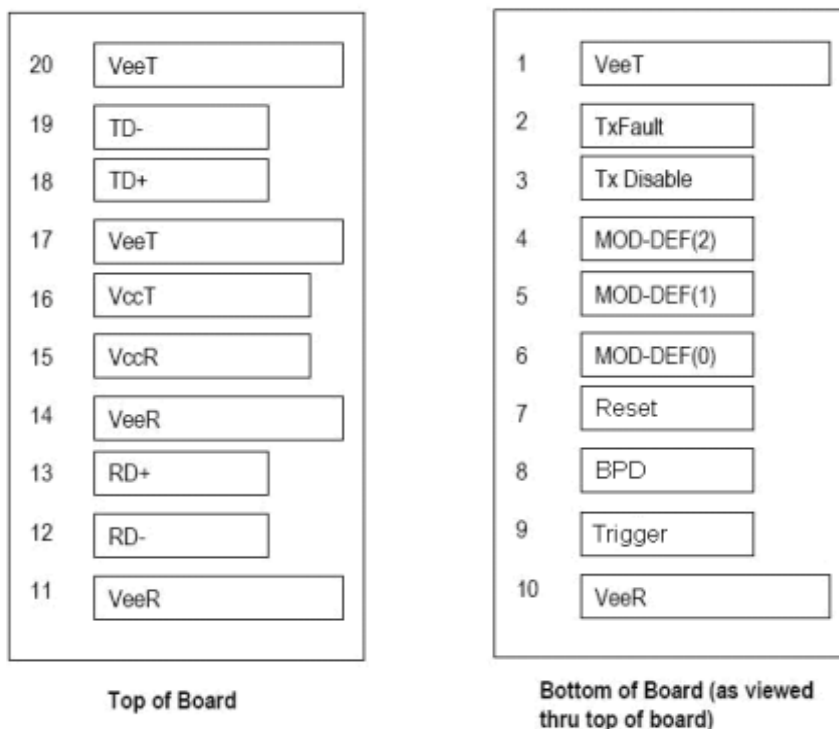 20 VeeT
19 TD-
18 TD+
17 VeeT
16 VccT
15 VccR
14 VeeR
13 RD+
12 RD-
11 VeeR
Top of Board
1 VeeT
2 TxFault
3 Tx Disable
4 MOD-DEF(2)
5 MOD-DEF(1)
6 MOD-DEF(0)
7 Reset
8 BPD
9 Trigger
10 VeeR
Bottom of Board (as viewed
thru top of board)